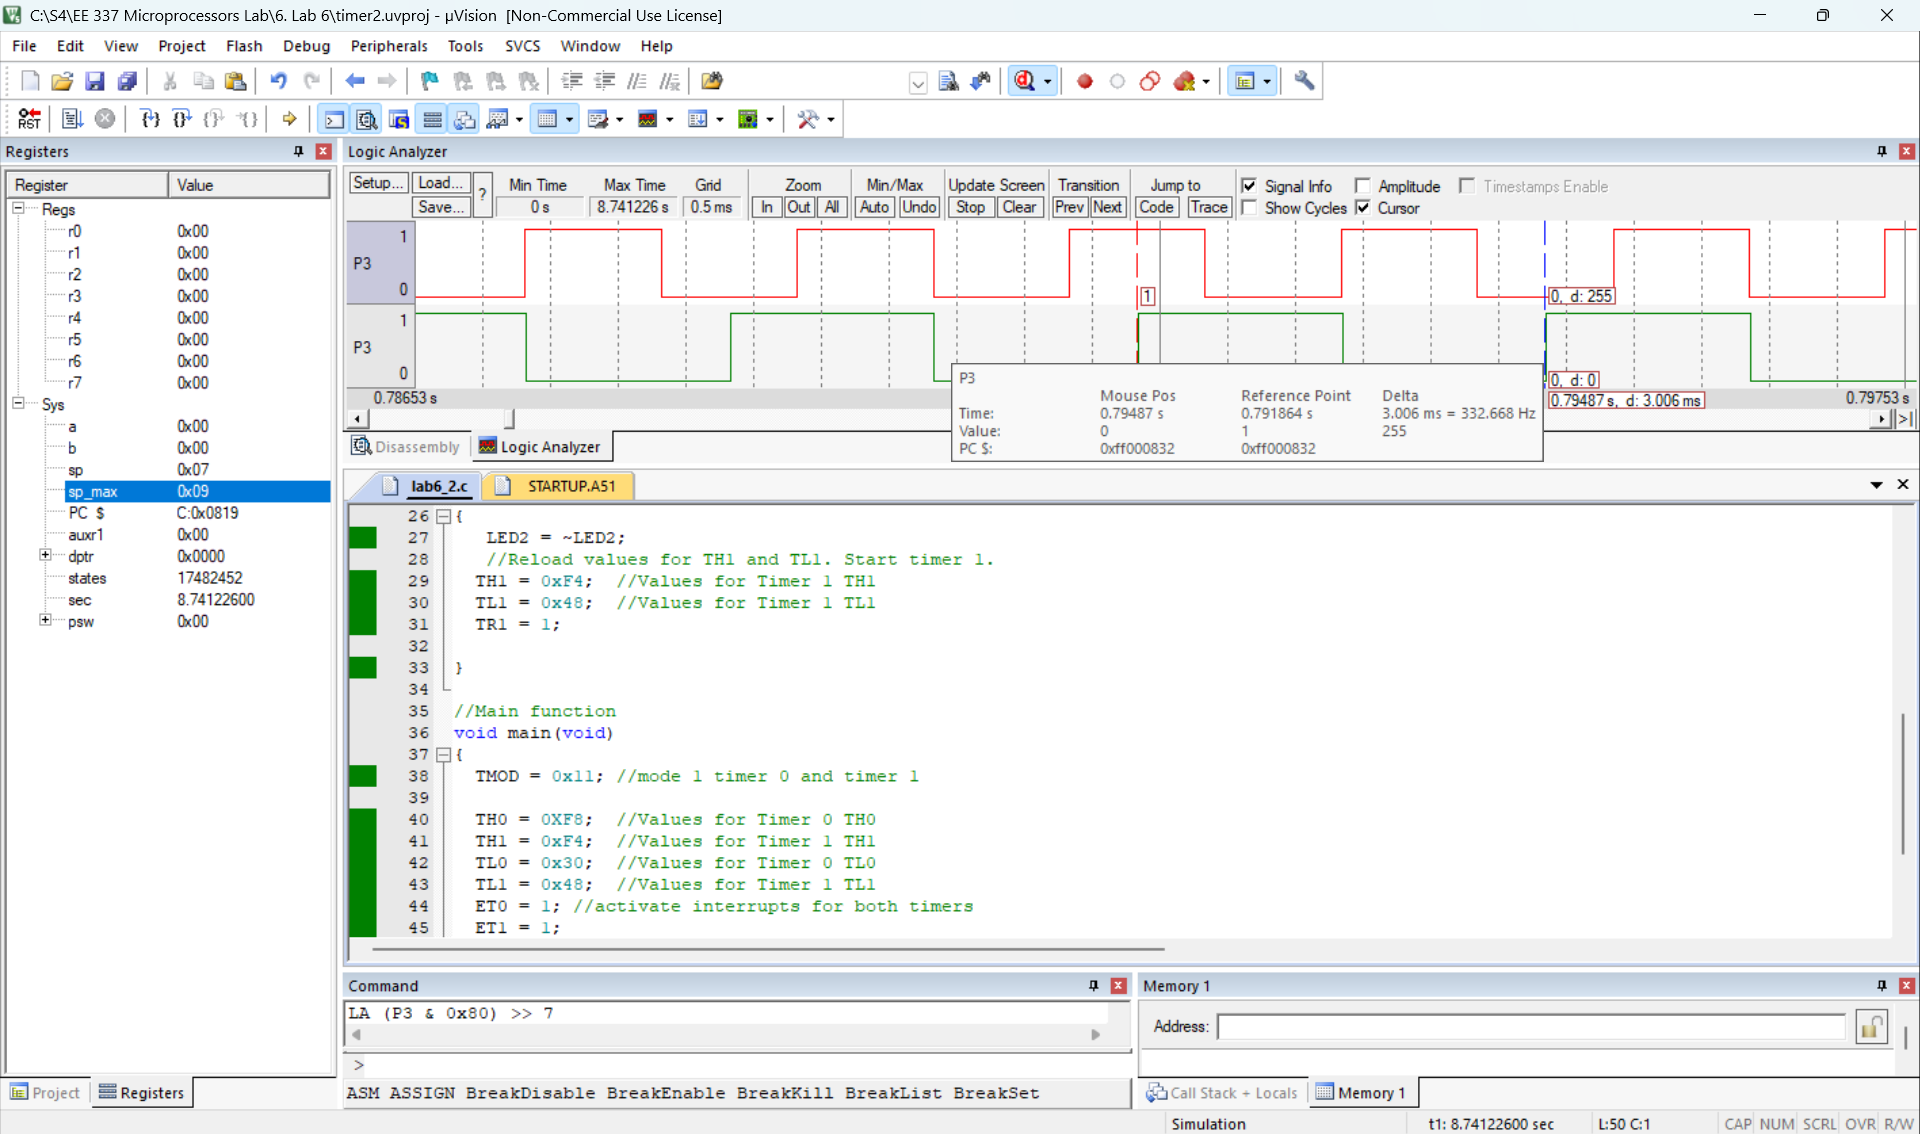 C:\S4\EE 337 Microprocessors Lab\6. Lab 6\timer2.uvproj - µVision [Non-Commercial Use License]
File Edit View Project Flash Debug Peripherals Tools SVCS Window Help
RST
Registers
Register Value
Regs
r0 0x00
r1 0x00
r2 0x00
r3 0x00
r4 0x00
r5 0x00
r6 0x00
r7 0x00
Sys
a 0x00
b 0x00
sp 0x07
sp_max 0x09
PC $ C:0x0819
auxr1 0x00
dptr 0x0000
states 17482452
sec 8.74122600
psw 0x00
Project Registers
Logic Analyzer
Setup... Load... ? Min Time Max Time Grid Zoom Min/Max Update Screen Transition Jump to Signal Info Amplitude Timestamps Enable
Save... 0 s 8.741226 s 0.5 ms In Out All Auto Undo Stop Clear Prev Next Code Trace Show Cycles Cursor
1
P3
0
1 0, d: 255
1
P3
0
0, d: 0
0.78653 s 0.79487 s, d: 3.006 ms 0.79753 s
P3
Mouse Pos Reference Point Delta
Time: 0.79487 s 0.791864 s 3.006 ms = 332.668 Hz
Value: 0 1 255
PC $: 0xff000832 0xff000832
Disassembly Logic Analyzer
lab6_2.c STARTUP.A51
26 {
27 LED2 = ~LED2;
28 //Reload values for TH1 and TL1. Start timer 1.
29 TH1 = 0xF4; //Values for Timer 1 TH1
30 TL1 = 0x48; //Values for Timer 1 TL1
31 TR1 = 1;
32
33 }
34
35 //Main function
36 void main(void)
37 {
38 TMOD = 0x11; //mode 1 timer 0 and timer 1
39
40 TH0 = 0XF8; //Values for Timer 0 TH0
41 TH1 = 0xF4; //Values for Timer 1 TH1
42 TL0 = 0x30; //Values for Timer 0 TL0
43 TL1 = 0x48; //Values for Timer 1 TL1
44 ET0 = 1; //activate interrupts for both timers
45 ET1 = 1;
Command
LA (P3 & 0x80) >> 7
>
ASM ASSIGN BreakDisable BreakEnable BreakKill BreakList BreakSet
Memory 1
Address:
Call Stack + Locals Memory 1
Simulation t1: 8.74122600 sec L:50 C:1 CAP NUM SCRL OVR R/W